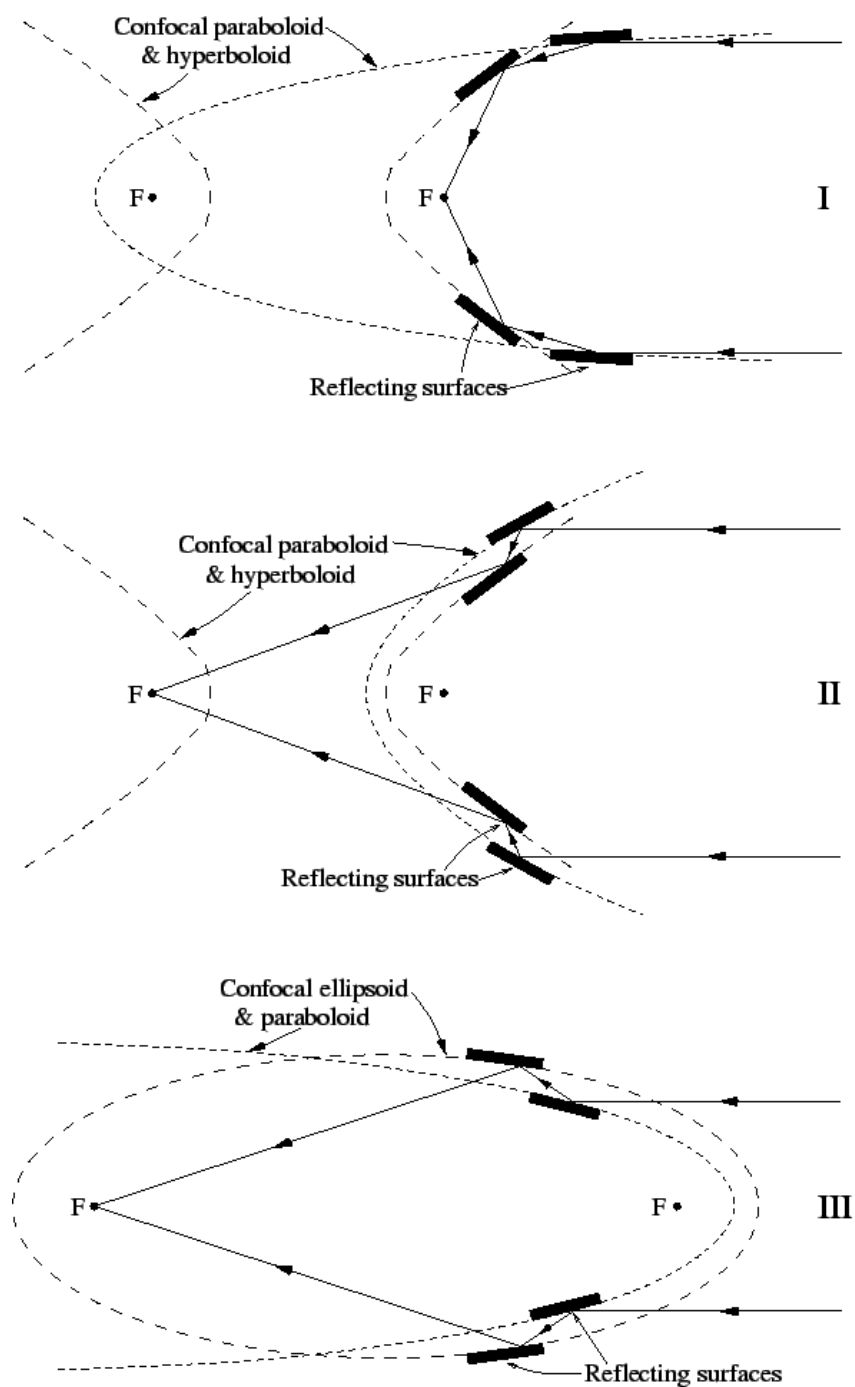 Confocal paraboloid
& hyperboloid
F
F
I
Reflecting surfaces
Confocal paraboloid
& hyperboloid
F
F
II
Reflecting surfaces
Confocal ellipsoid
& paraboloid
F
F
III
Reflecting surfaces